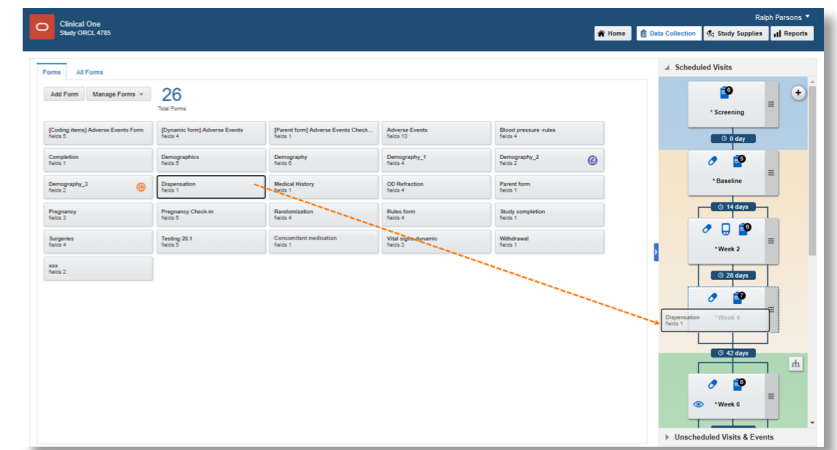 Ralph Parsons
Clinical One
Study ORCL 4785
Home
Data Collection
Study Supplies
Reports
Forms
All Forms
Add Form
Manage Forms
26
Total Forms
[Coding items] Adverse Events Form
fields 5
[Dynamic form] Adverse Events
fields 4
[Parent form] Adverse Events Check...
fields 1
Adverse Events
fields 10
Blood pressure -rules
fields 4
Completion
fields 1
Demographics
fields 5
Demography
fields 6
Demography_1
fields 4
Demography_2
fields 2
Demography_3
fields 2
Dispensation
fields 1
Medical History
fields 1
OD Refraction
fields 4
Parent form
fields 1
Pregnancy
fields 3
Pregnancy Check-in
fields 5
Randomization
fields 4
Rules form
fields 4
Study completion
fields 1
Surgeries
fields 4
Testing 20.1
fields 5
Concomitant medication
fields 1
Vital signs-dynamic
fields 3
Withdrawal
fields 1
xxx
fields 2
Scheduled Visits
* Screening
0 day
* Baseline
14 days
* Week 2
28 days
Dispensation
fields 1
* Week 4
42 days
* Week 6
Unscheduled Visits & Events